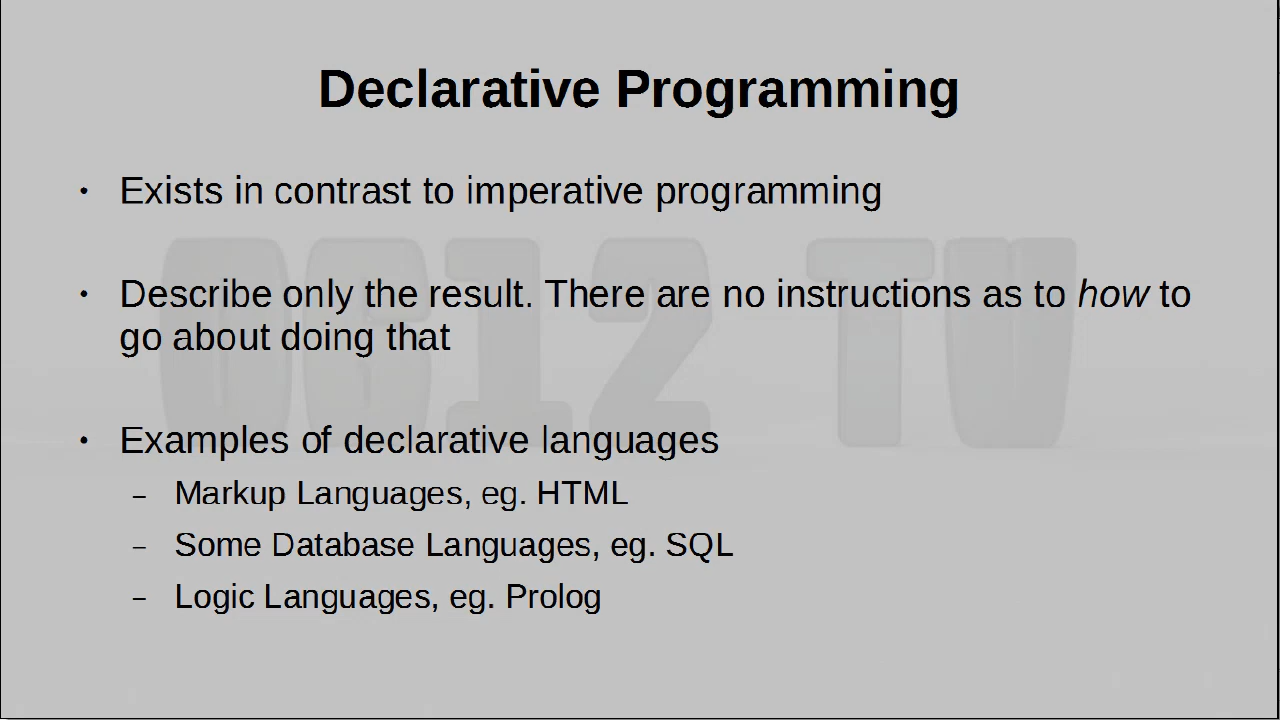 Declarative Programming
• Exists in contrast to imperative programming
0612 TV
• Describe only the result. There are no instructions as to how to
go about doing that
• Examples of declarative languages
– Markup Languages, eg. HTML
– Some Database Languages, eg. SQL
– Logic Languages, eg. Prolog